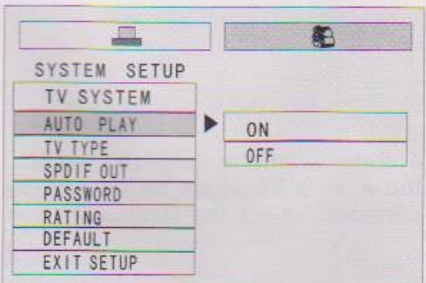 SYSTEM SETUP
TV SYSTEM
AUTO PLAY
TV TYPE
SPDIF OUT
PASSWORD
RATING
DEFAULT
EXIT SETUP
ON
OFF